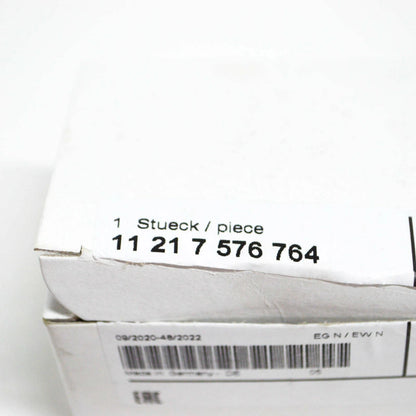 1 Stueck / piece
11 21 7 576 764
09/2020-48/2022 EG N / EW N
Made in Germany - DE 05
EAC